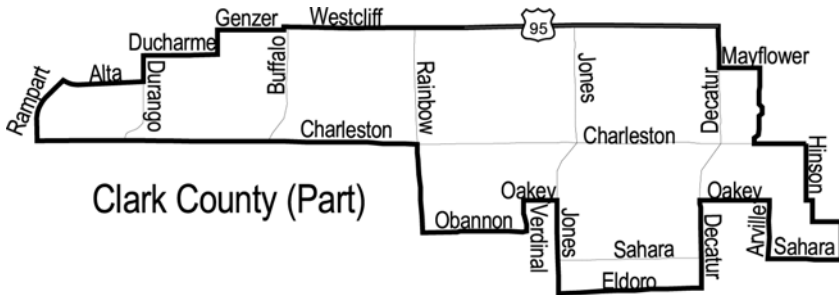 Genzer
Westcliff
95
Ducharme
Mayflower
Alta
Rampart
Durango
Buffalo
Rainbow
Jones
Decatur
Charleston
Charleston
Hinson
Clark County (Part)
Oakey
Oakey
Obannon
Verdinal
Jones
Decatur
Arville
Sahara
Sahara
Eldoro